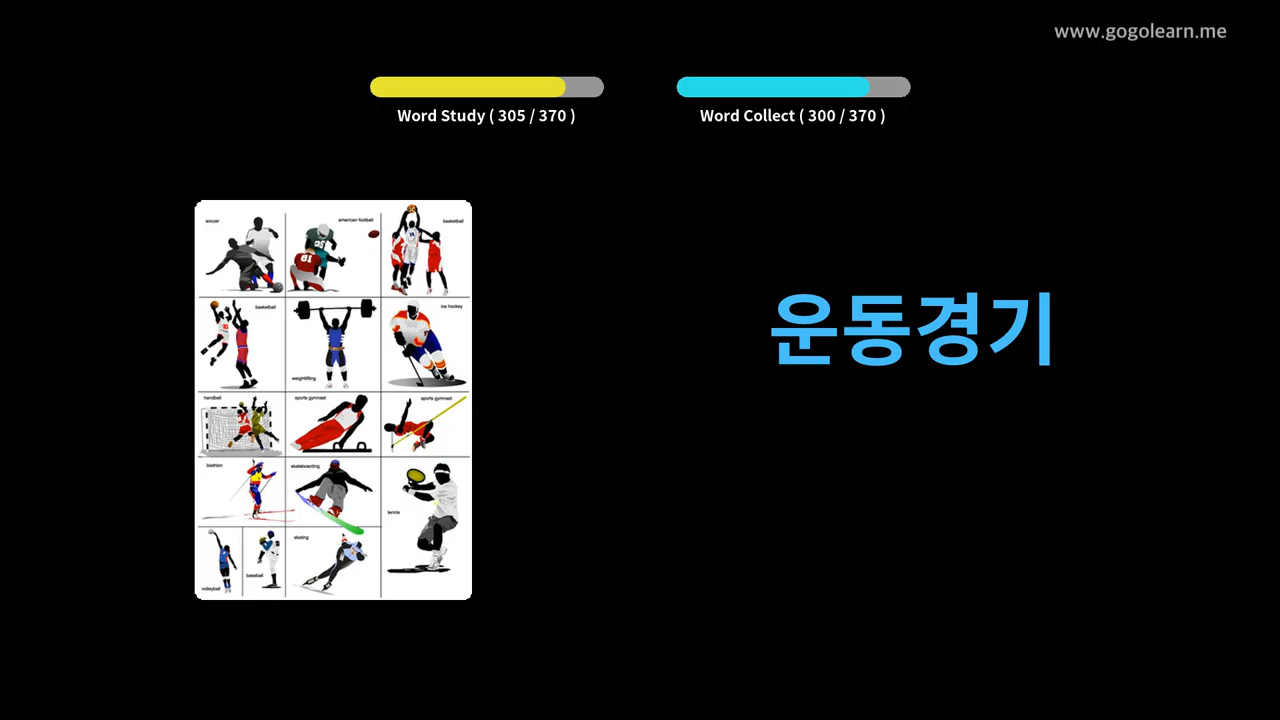 www.gogolearn.me
Word Study ( 305 / 370 )
Word Collect ( 300 / 370 )
soccer
american football
basketball
basketball
weightlifting
ice hockey
handball
sports gymnast
sports gymnast
biathlon
skateboarding
tennis
volleyball
baseball
skating
운동경기